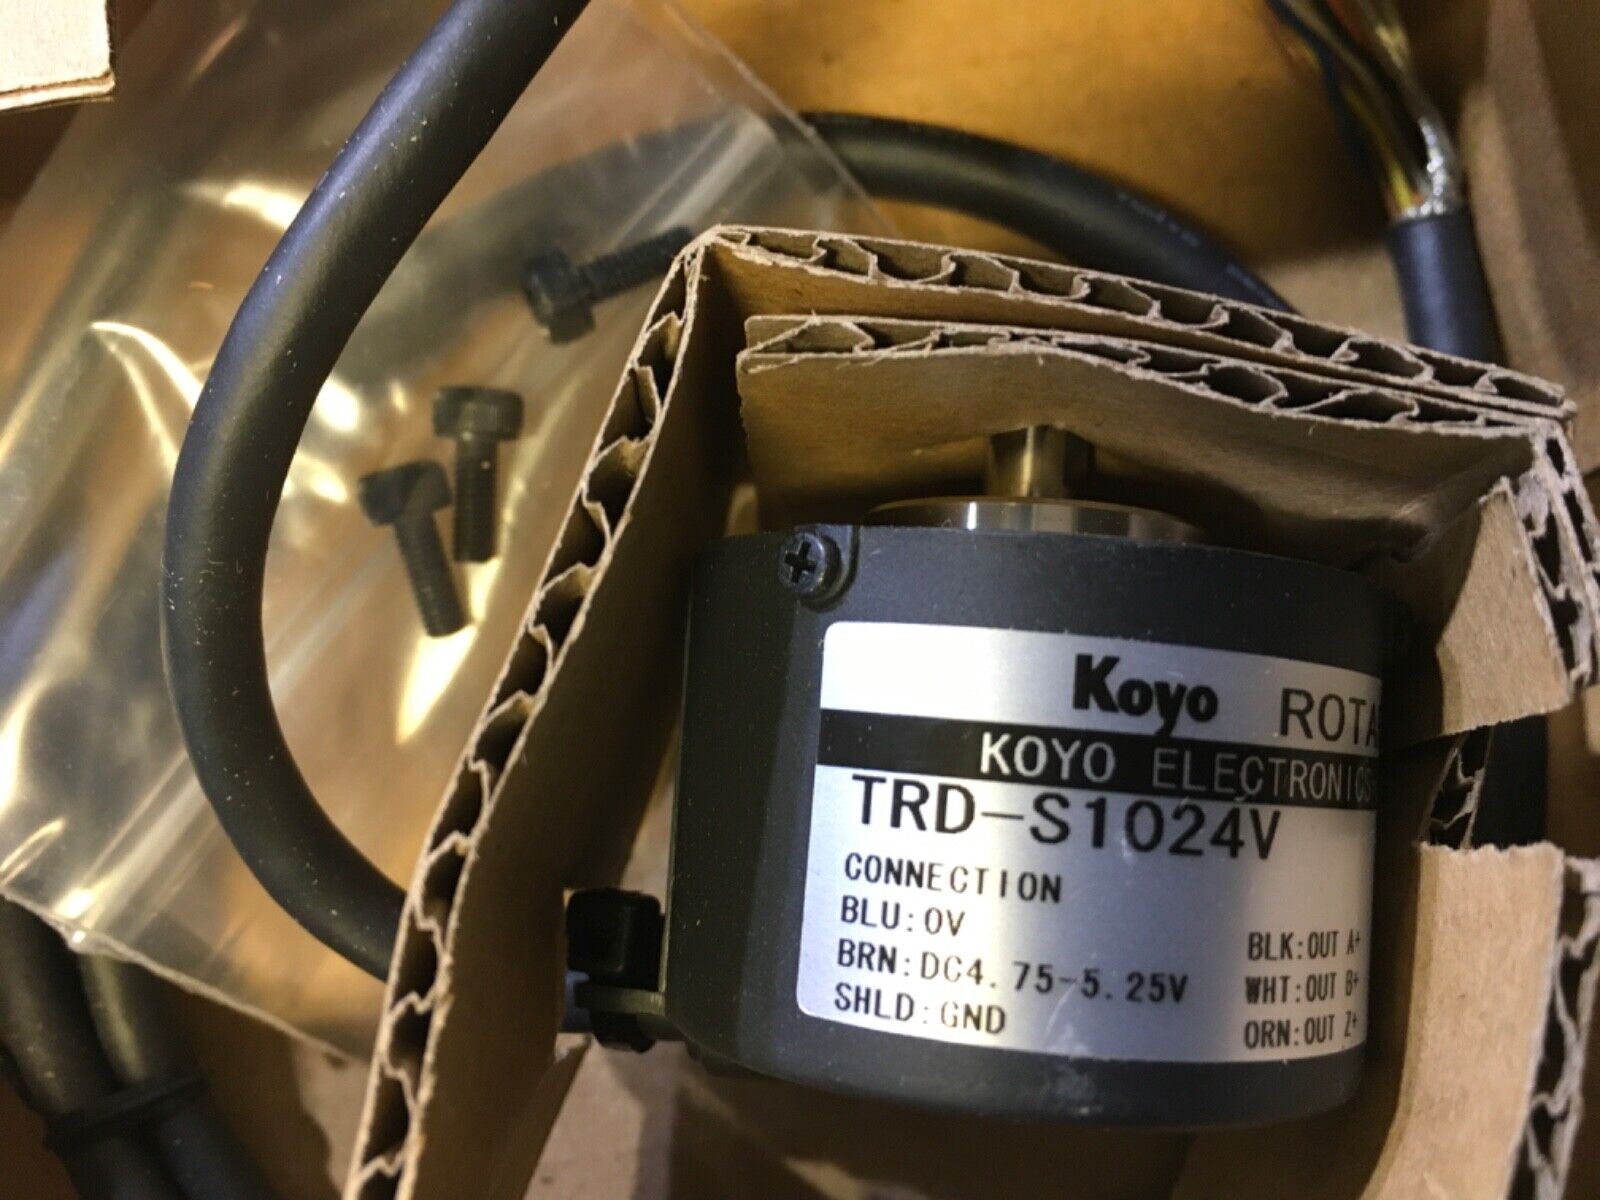 Koyo ROTA
KOYO ELECTRONICS
TRD-S1024V
CONNECTION
BLU:0V
BRN:DC4.75-5.25V
SHLD:GND
BLK:OUT A+
WHT:OUT B+
ORN:OUT Z+